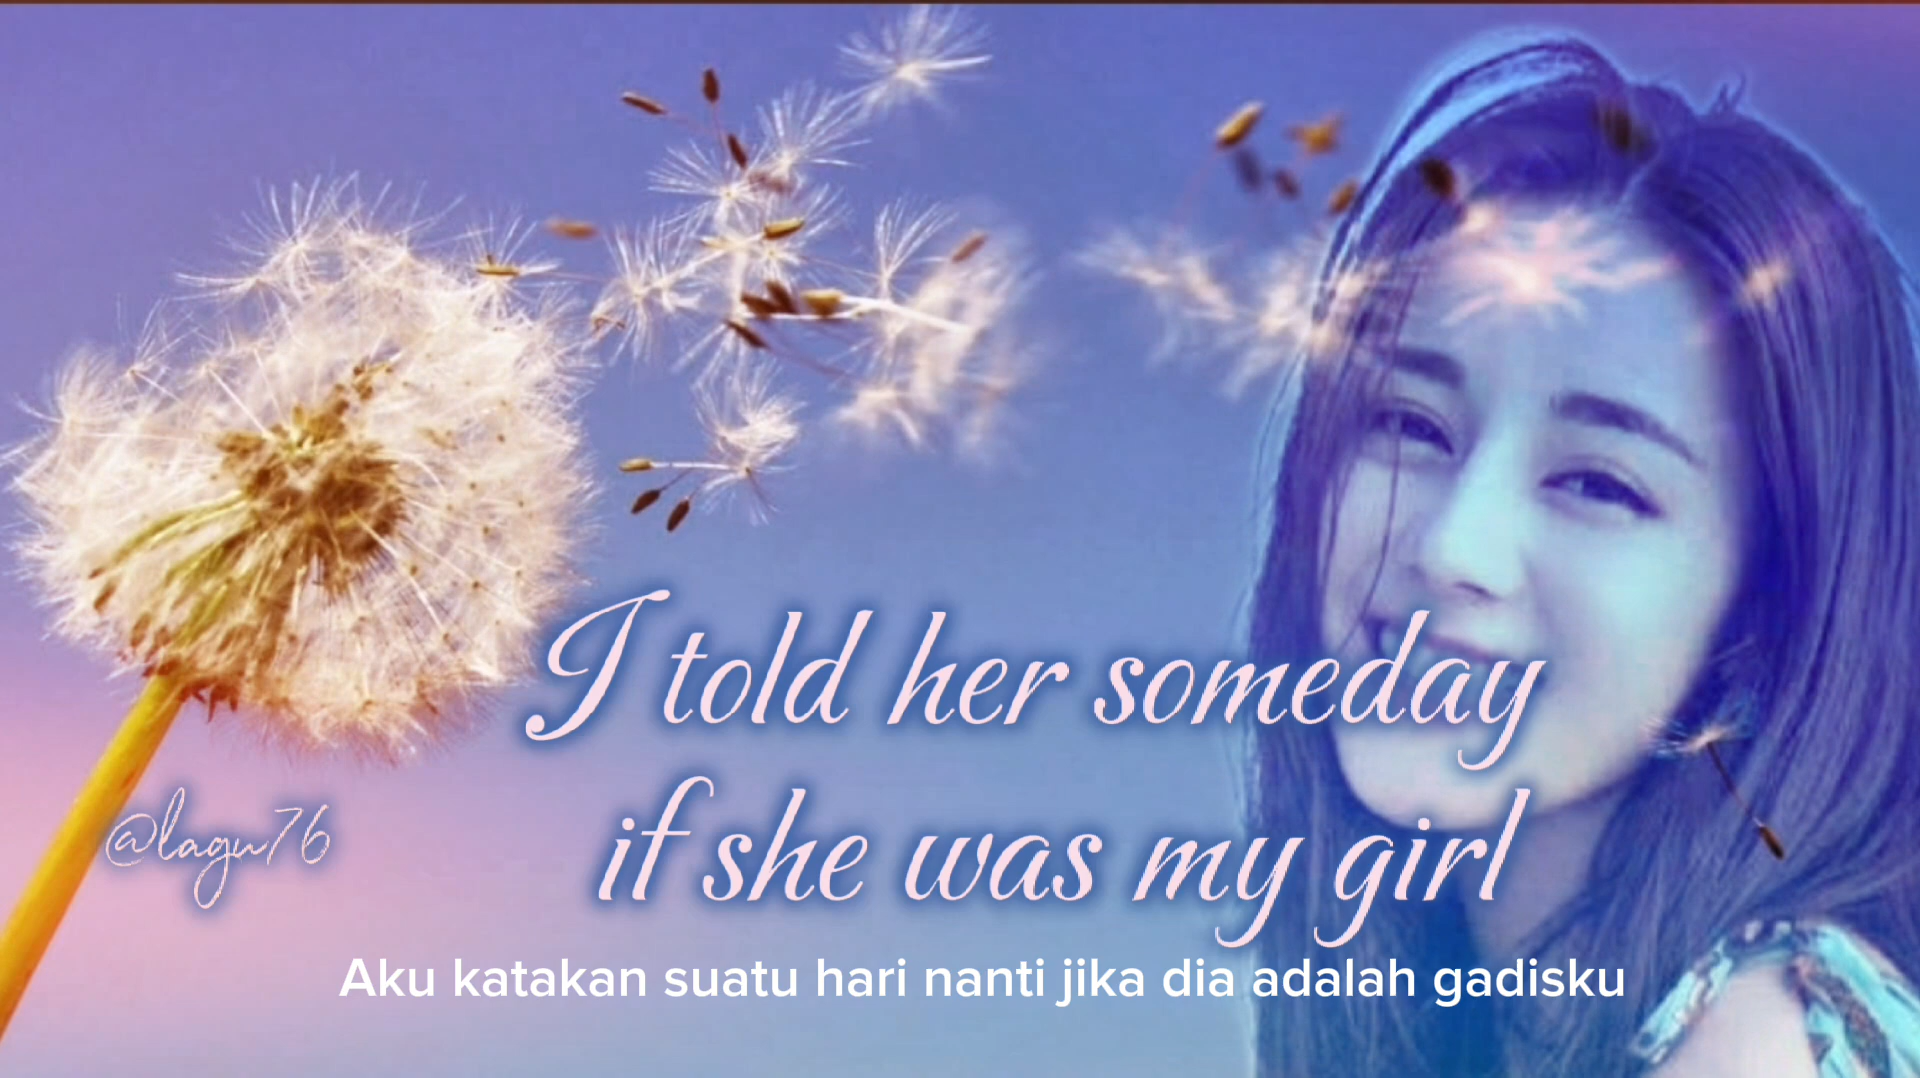 I told her someday
if she was my girl
@lagu76
Aku katakan suatu hari nanti jika dia adalah gadisku